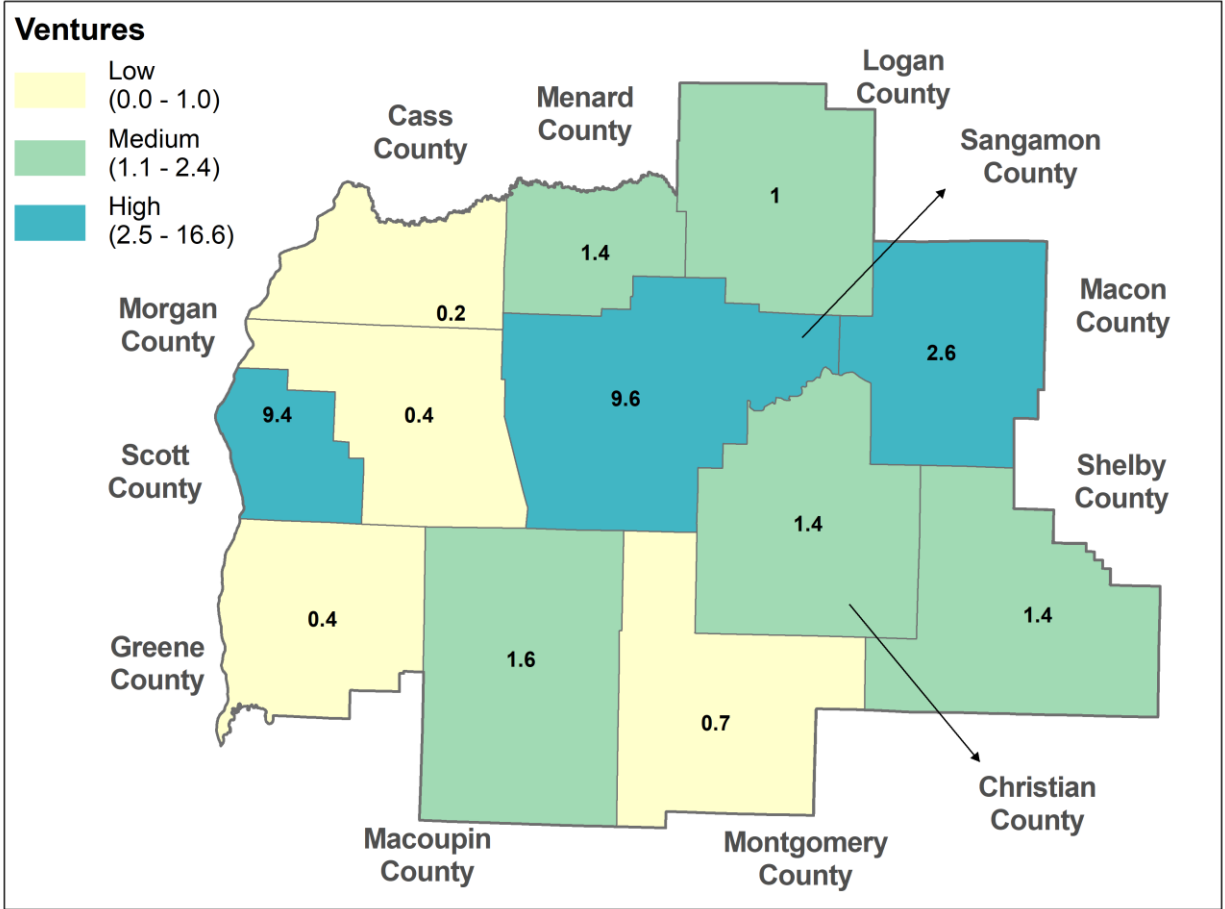 Ventures
Low
(0.0 - 1.0)
Medium
(1.1 - 2.4)
High
(2.5 - 16.6)
Logan
County
Menard
County
Cass
County
Sangamon
County
1
1.4
Macon
County
Morgan
County
0.2
2.6
9.4
0.4
9.6
Scott
County
Shelby
County
1.4
0.4
1.4
Greene
County
1.6
0.7
Christian
County
Macoupin
County
Montgomery
County